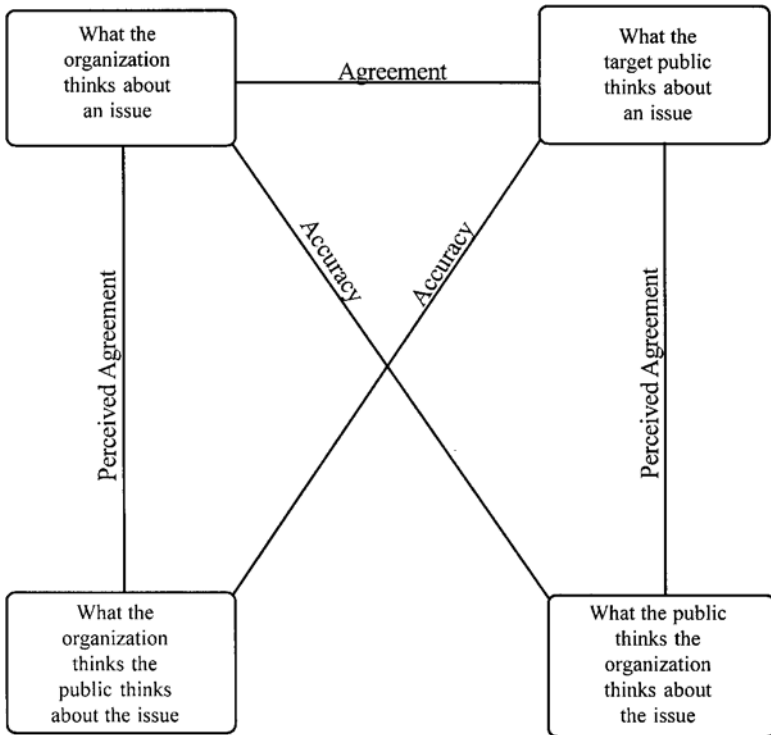 What the
organization
thinks about
an issue
Agreement
What the
target public
thinks about
an issue
Accuracy
Accuracy
Perceived Agreement
Perceived Agreement
What the
organization
thinks the
public thinks
about the issue
What the public
thinks the
organization
thinks about
the issue